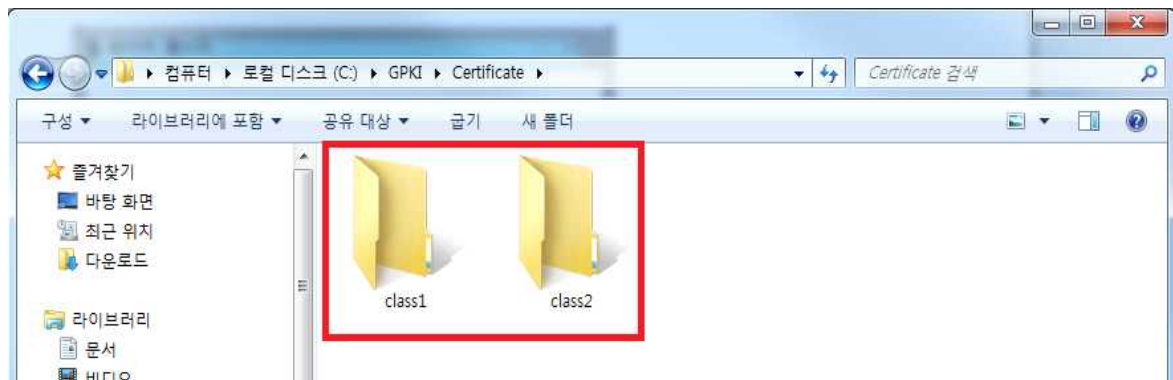 컴퓨터 ▸ 로컬 디스크 (C:) ▸ GPKI ▸ Certificate ▸
Certificate 검색
구성 ▼ 라이브러리에 포함 ▼ 공유 대상 ▼ 굽기 새 폴더
즐겨찾기
바탕 화면
최근 위치
다운로드
라이브러리
문서
비디오
class1
class2